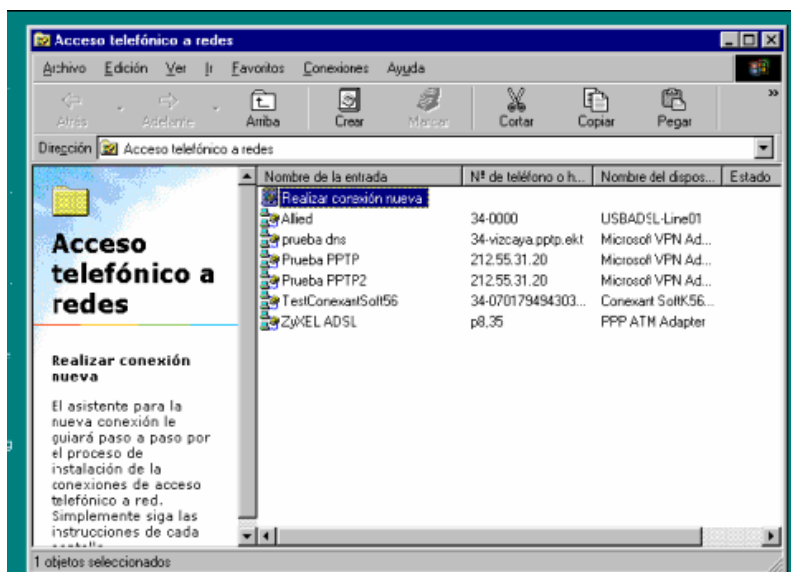 Acceso telefónico a redes
Archivo Edición Ver Ir Favoritos Conexiones Ayuda
Atrás Adelante Arriba Crear Marcar Cortar Copiar Pegar »
Dirección Acceso telefónico a redes
Nombre de la entrada Nº de teléfono o h... Nombre del dispos... Estado
Realizar conexión nueva
Allied 34-0000 USBADSL-Line01
prueba dns 34-vizcaya.pptp.ekt Microsoft VPN Ad...
Prueba PPTP 212.55.31.20 Microsoft VPN Ad...
Prueba PPTP2 212.55.31.20 Microsoft VPN Ad...
TestConexantSoft56 34-070179494303... Conexant SoftK56...
ZyXEL ADSL p8.35 PPP ATM Adapter
Acceso
telefónico a
redes
Realizar conexión
nueva
El asistente para la
nueva conexión le
guiará paso a paso por
el proceso de
instalación de la
conexiones de acceso
telefónico a red.
Simplemente siga las
instrucciones de cada
1 objetos seleccionados